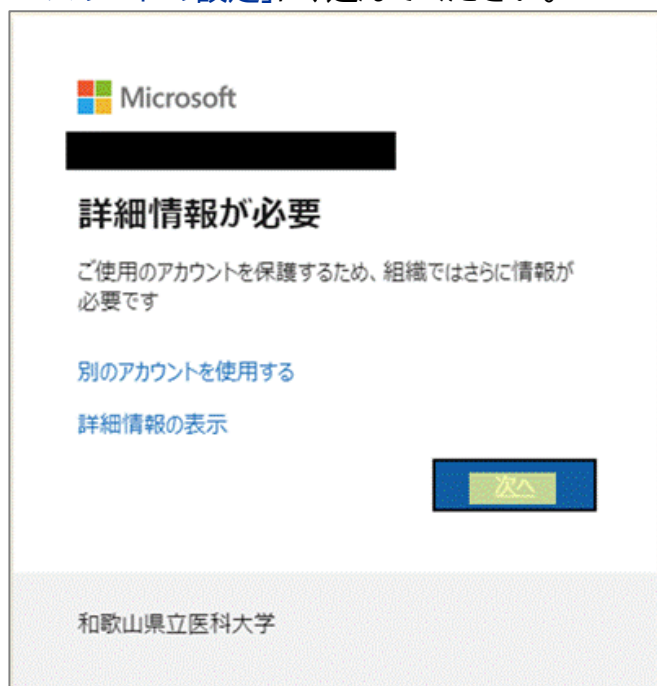 Microsoft
詳細情報が必要
ご使用のアカウントを保護するため、組織ではさらに情報が
必要です
別のアカウントを使用する
詳細情報の表示
次へ
和歌山県立医科大学